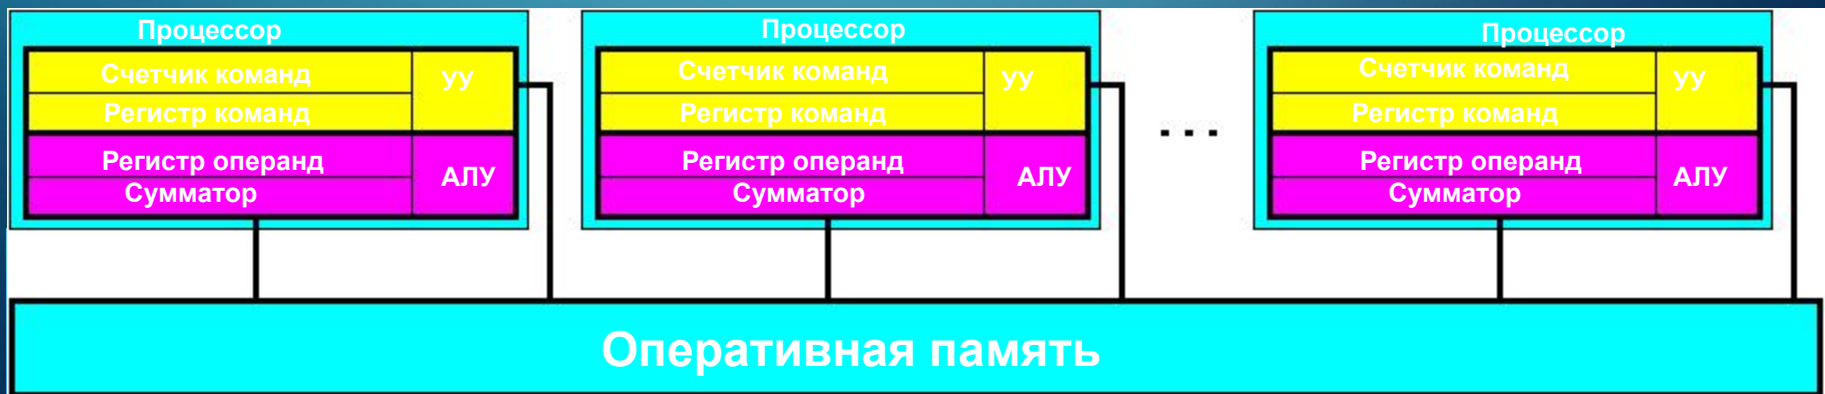 Процессор
Счетчик команд
УУ
Регистр команд
Регистр операнд
АЛУ
Сумматор
Процессор
Счетчик команд
УУ
Регистр команд
Регистр операнд
АЛУ
Сумматор
. . .
Процессор
Счетчик команд
УУ
Регистр команд
Регистр операнд
АЛУ
Сумматор
Оперативная память